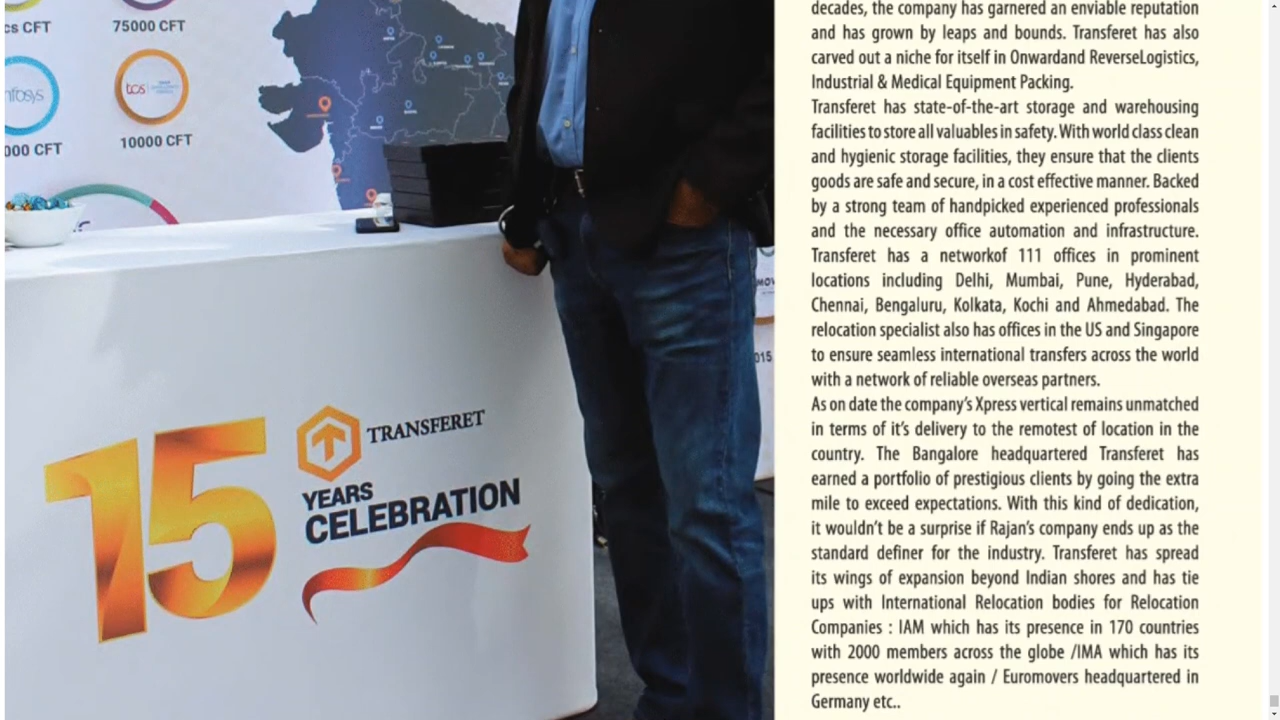 cs CFT
75000 CFT
nfosys
tcs
000 CFT
10000 CFT
MOV
015
15
TRANSFERET
YEARS
CELEBRATION
decades, the company has garnered an enviable reputation
and has grown by leaps and bounds. Transferet has also
carved out a niche for itself in Onwardand ReverseLogistics,
Industrial & Medical Equipment Packing.
Transferet has state-of-the-art storage and warehousing
facilities to store all valuables in safety. With world class clean
and hygienic storage facilities, they ensure that the clients
goods are safe and secure, in a cost effective manner. Backed
by a strong team of handpicked experienced professionals
and the necessary office automation and infrastructure.
Transferet has a networkof 111 offices in prominent
locations including Delhi, Mumbai, Pune, Hyderabad,
Chennai, Bengaluru, Kolkata, Kochi and Ahmedabad. The
relocation specialist also has offices in the US and Singapore
to ensure seamless international transfers across the world
with a network of reliable overseas partners.
As on date the company's Xpress vertical remains unmatched
in terms of it's delivery to the remotest of location in the
country. The Bangalore headquartered Transferet has
earned a portfolio of prestigious clients by going the extra
mile to exceed expectations. With this kind of dedication,
it wouldn't be a surprise if Rajan's company ends up as the
standard definer for the industry. Transferet has spread
its wings of expansion beyond Indian shores and has tie
ups with International Relocation bodies for Relocation
Companies : IAM which has its presence in 170 countries
with 2000 members across the globe /IMA which has its
presence worldwide again / Euromovers headquartered in
Germany etc..